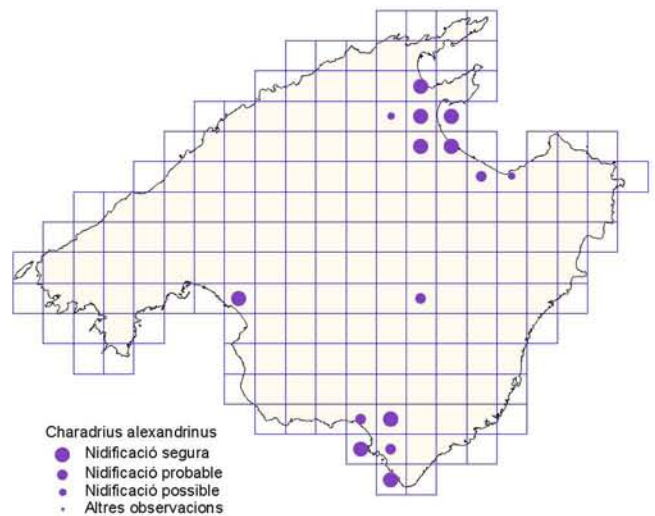 Charadrius alexandrinus
Nidificació segura
Nidificació probable
Nidificació possible
Altres observacions